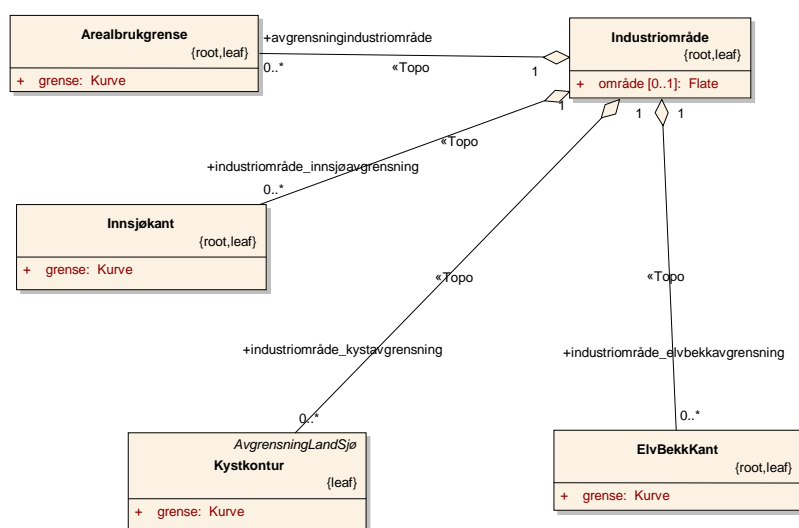 Arealbrukgrense
{root,leaf}
+ grense: Kurve
+avgrensningindustriområde
0..*
«Topo
1
Industriområde
{root,leaf}
+ område [0..1]: Flate
1
1
1
«Topo
+industriområde_innsjøavgrensning
0..*
Innsjøkant
{root,leaf}
+ grense: Kurve
«Topo
«Topo
+industriområde_kystavgrensning
+industriområde_elvbekkavgrensning
0..*
0..*
AvgrensningLandSjø
Kystkontur
{leaf}
+ grense: Kurve
ElvBekkKant
{root,leaf}
+ grense: Kurve